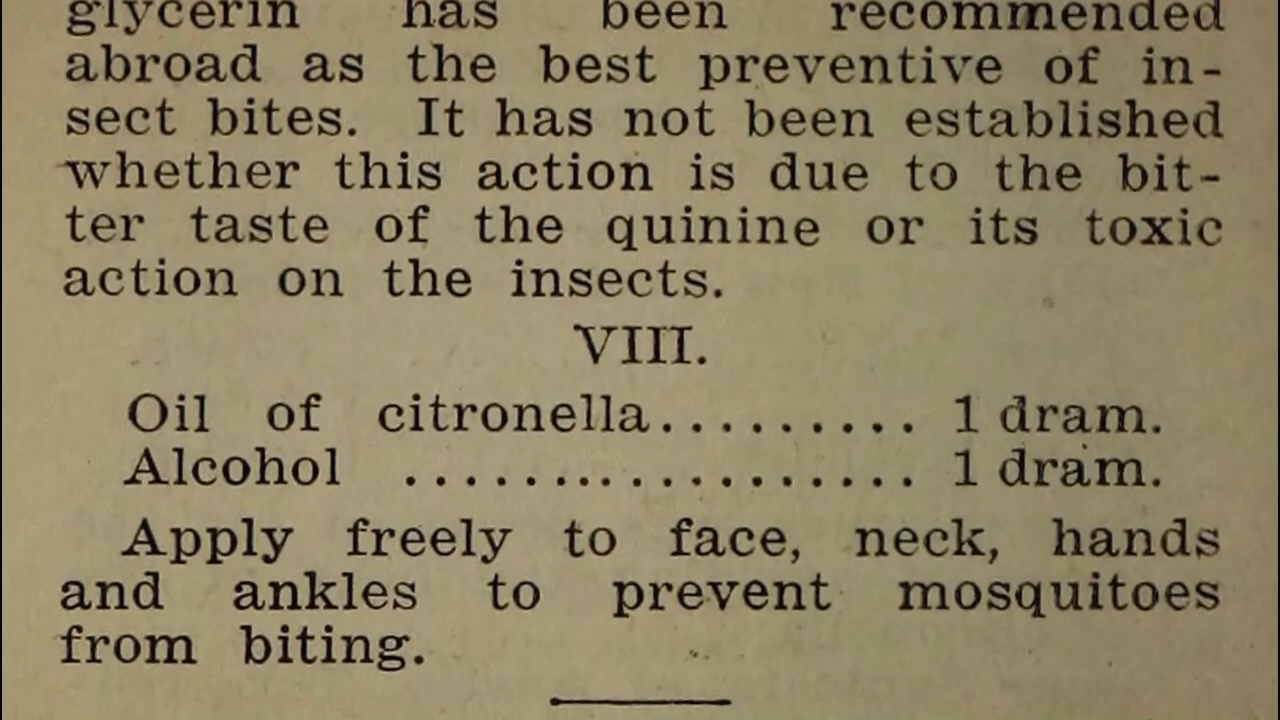 glycerin has been recommended
abroad as the best preventive of in-
sect bites. It has not been established
whether this action is due to the bit-
ter taste of the quinine or its toxic
action on the insects.
VIII.
Oil of citronella......... 1 dram.
Alcohol ................. 1 dram.
Apply freely to face, neck, hands
and ankles to prevent mosquitoes
from biting.